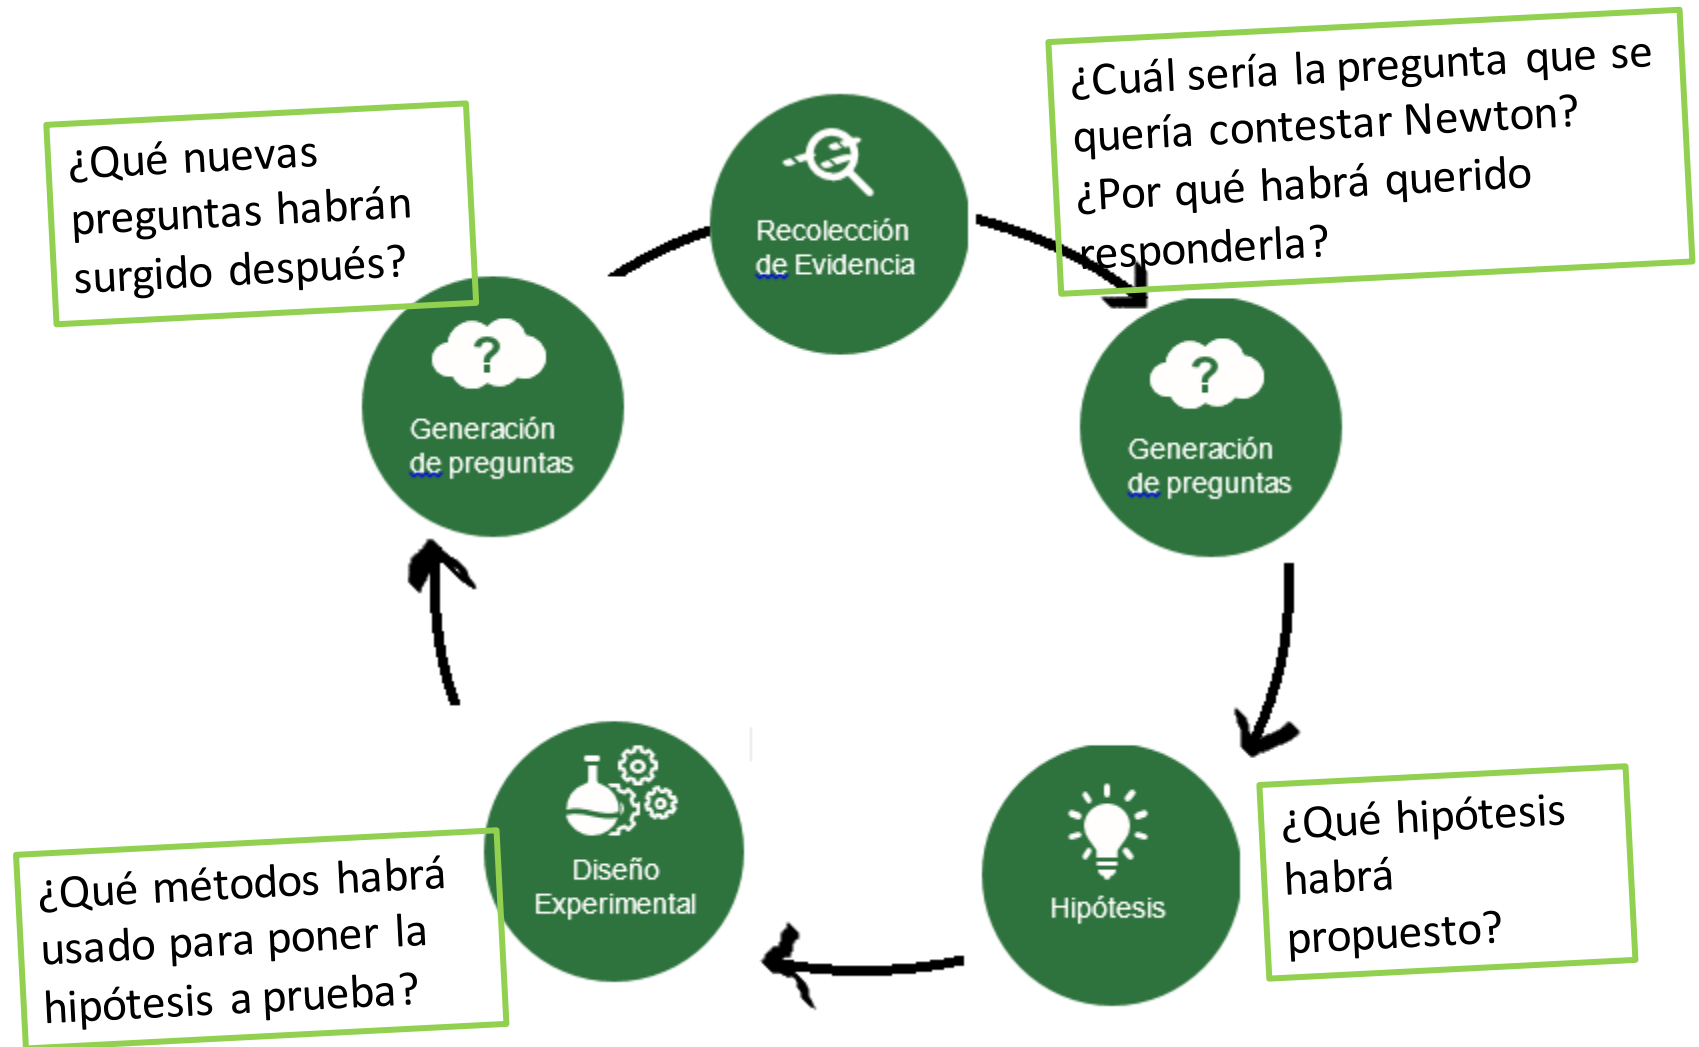 ¿Qué nuevas
preguntas habrán
surgido después?
Recolección
de Evidencia
¿Cuál sería la pregunta que se
quería contestar Newton?
¿Por qué habrá querido
responderla?
?
Generación
de preguntas
?
Generación
de preguntas
¿Qué métodos habrá
usado para poner la
hipótesis a prueba?
Diseño
Experimental
Hipótesis
¿Qué hipótesis
habrá
propuesto?